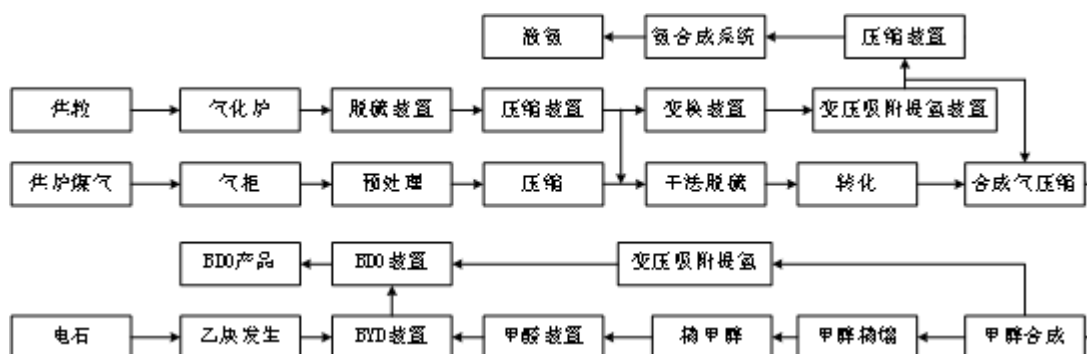 液氨
氨合成系统
压缩装置
焦粒
气化炉
脱硫装置
压缩装置
变换装置
变压吸附提氢装置
焦炉煤气
气柜
预处理
压缩
干法脱硫
转化
合成气压缩
BDO产品
BDO装置
变压吸附提氢
电石
乙炔发生
BYD装置
甲醛装置
精甲醇
甲醇精馏
甲醇合成